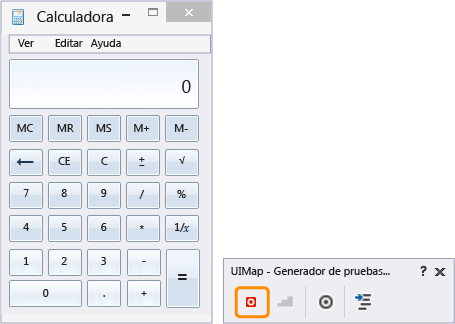 Calculadora
Ver Editar Ayuda
0
MC MR MS M+ M-
← CE C ± √
7 8 9 / %
4 5 6 * 1/x
1 2 3 - =
0 . +
UIMap - Generador de pruebas... ? ×